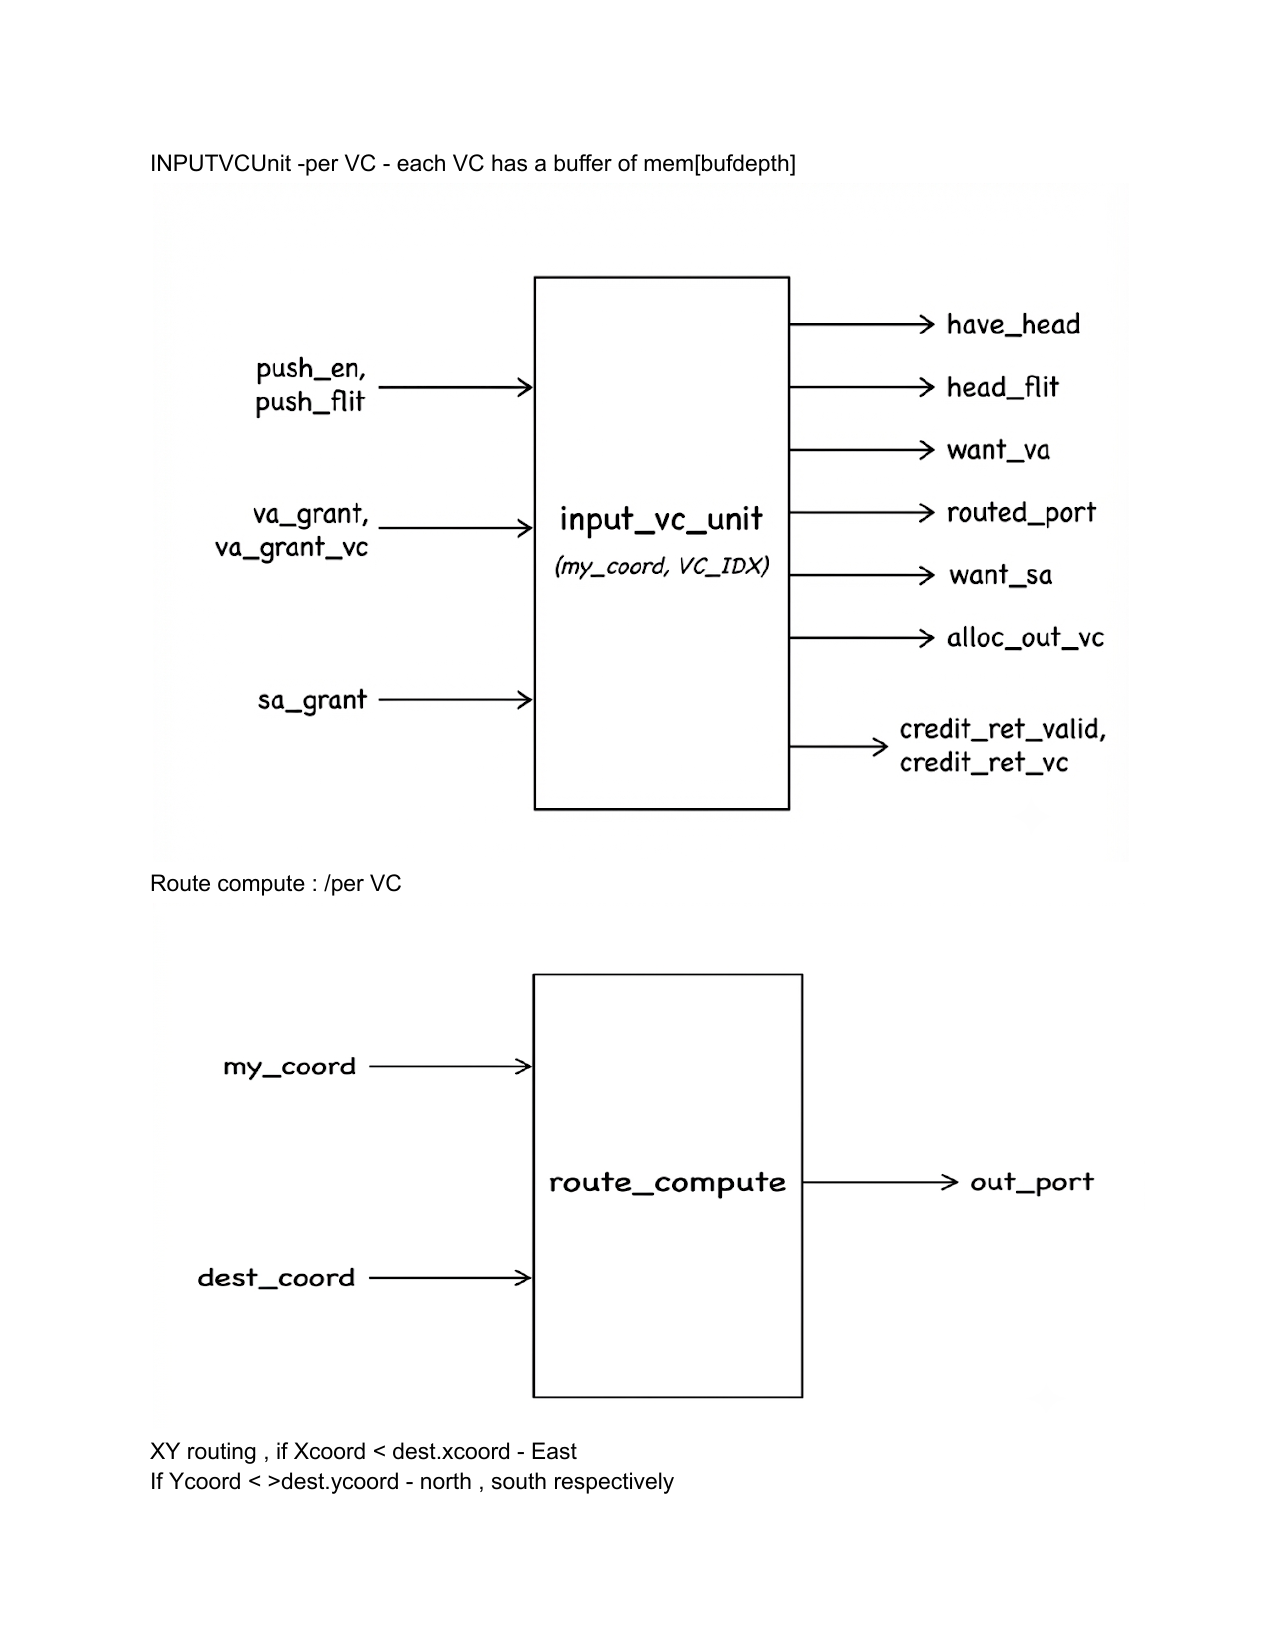 INPUTVCUnit -per VC - each VC has a buffer of mem[bufdepth]
push_en,
push_flit
va_grant,
va_grant_vc
sa_grant
input_vc_unit
(my_coord, VC_IDX)
have_head
head_flit
want_va
routed_port
want_sa
alloc_out_vc
credit_ret_valid,
credit_ret_vc
Route compute : /per VC
my_coord
dest_coord
route_compute
out_port
XY routing , if Xcoord < dest.xcoord - East
If Ycoord < >dest.ycoord - north , south respectively